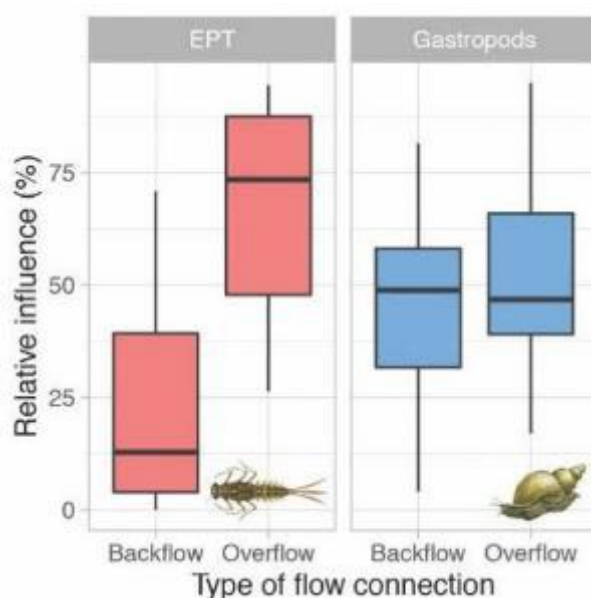 EPT Gastropods
Relative influence (%)
75
50
25
0
Backflow Overflow Backflow Overflow
Type of flow connection